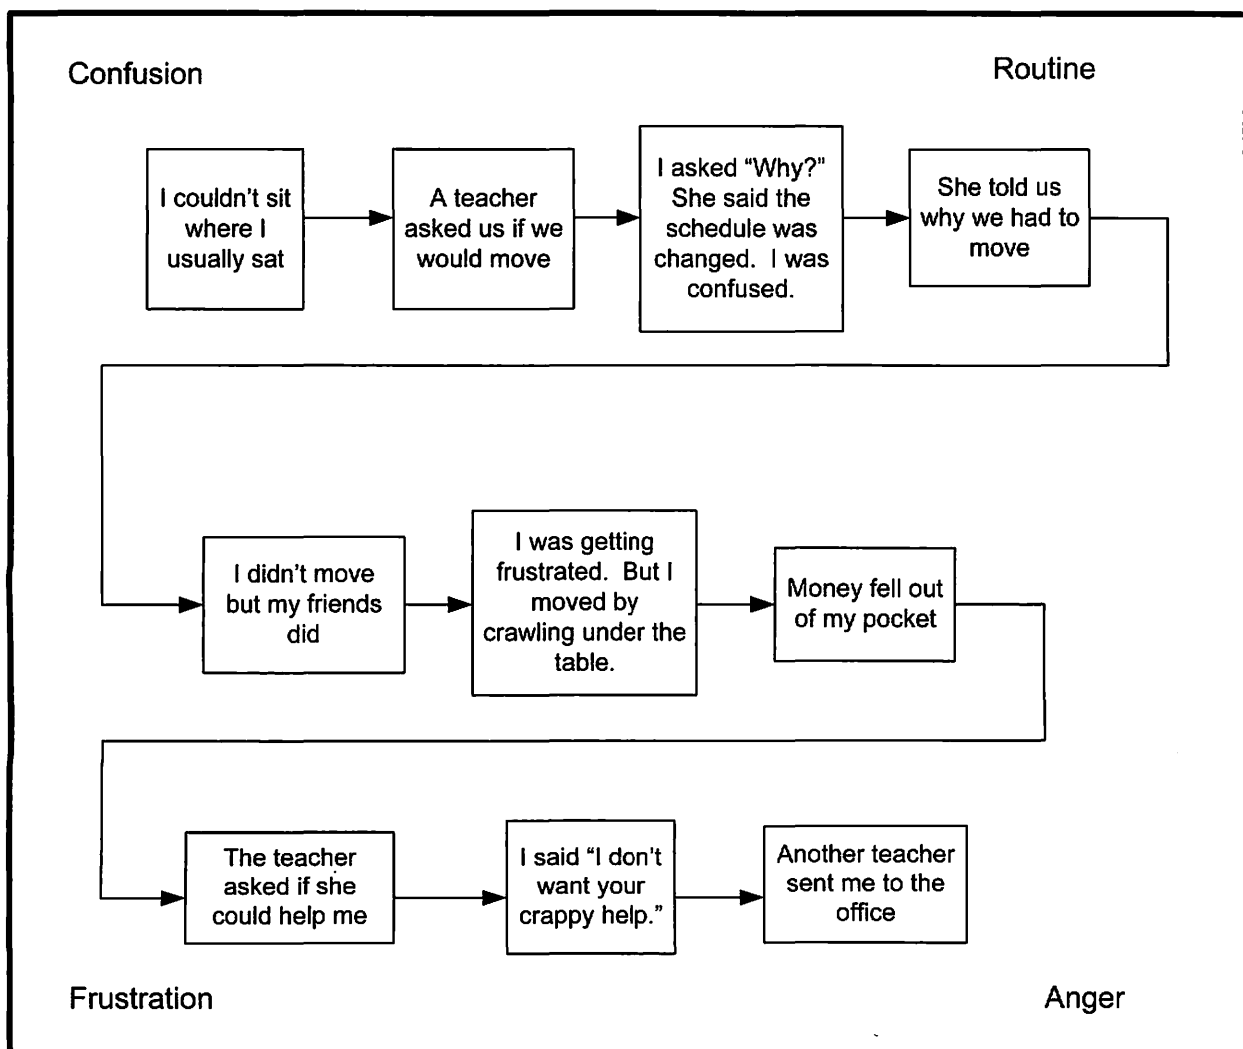 Confusion
Routine
I couldn't sit
where I
usually sat
A teacher
asked us if we
would move
I asked “Why?”
She said the
schedule was
changed.  I was
confused.
She told us
why we had to
move
I didn't move
but my friends
did
I was getting
frustrated.  But I
moved by
crawling under the
table.
Money fell out
of my pocket
The teacher
asked if she
could help me
I said “I don't
want your
crappy help.”
Another teacher
sent me to the
office
Frustration
Anger